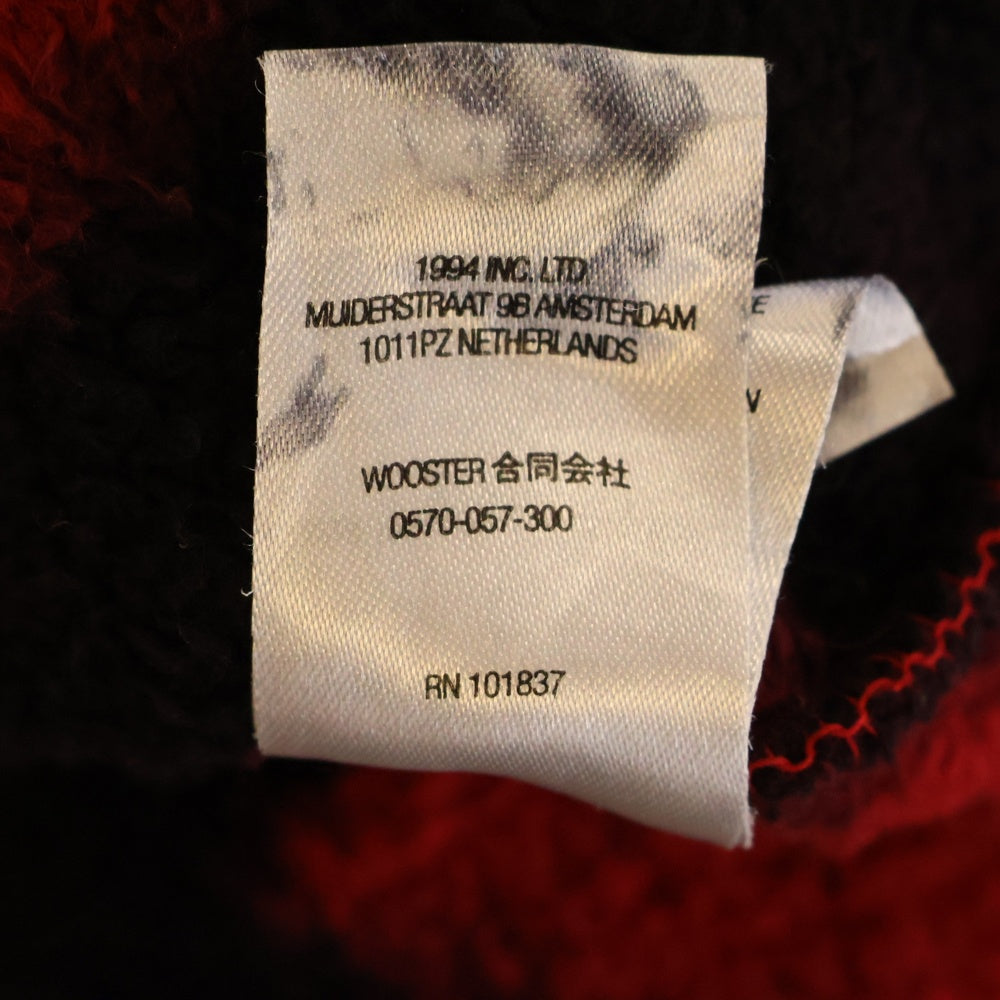 1994 INC. LTD.
MUIDERSTRAAT 9B AMSTERDAM
1011PZ NETHERLANDS
WOOSTER 合同会社
0570-057-300
RN 101837
E